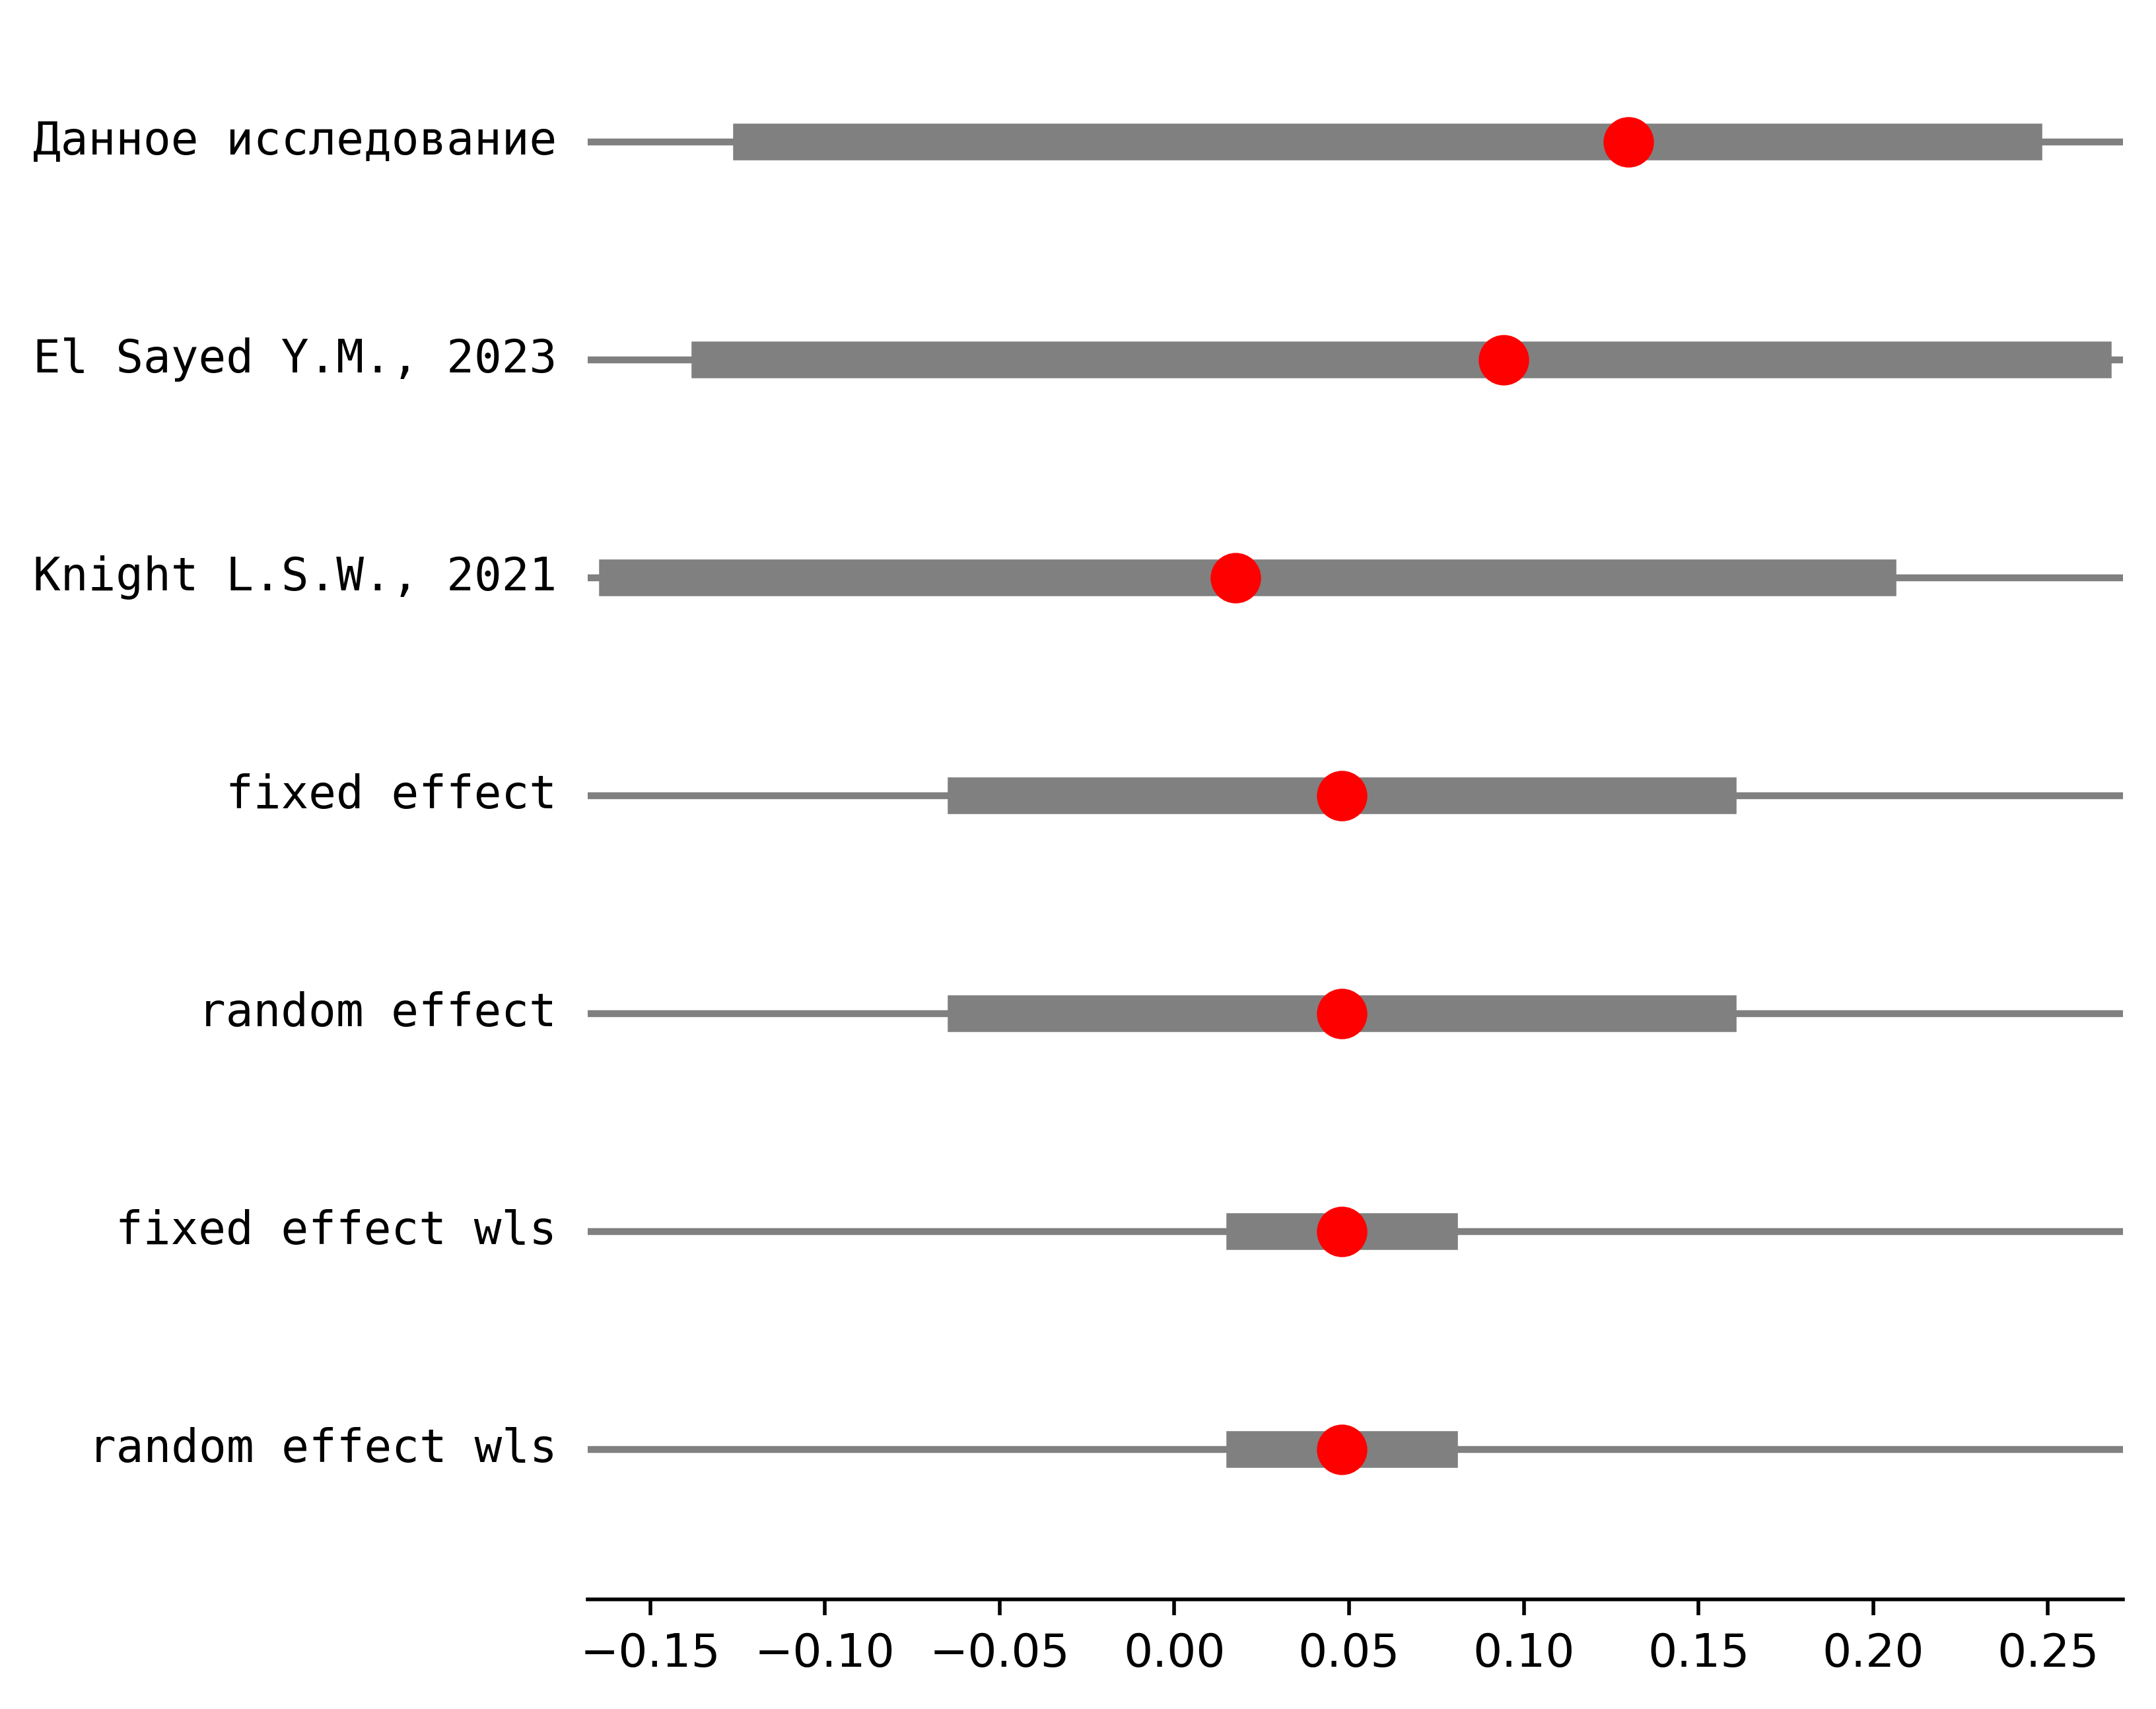 Данное исследование
El Sayed Y.M., 2023
Knight L.S.W., 2021
fixed effect
random effect
fixed effect wls
random effect wls
−0.15 −0.10 −0.05 0.00 0.05 0.10 0.15 0.20 0.25